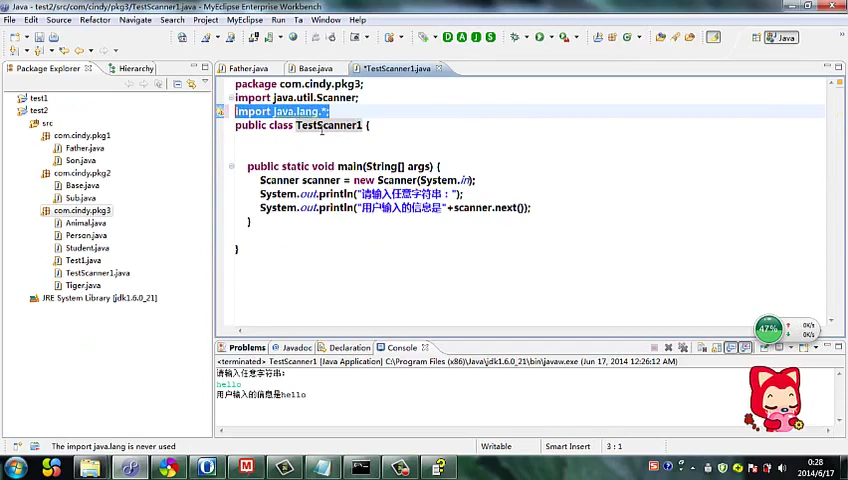 Java - test2/src/com/cindy/pkg3/TestScanner1.java - MyEclipse Enterprise Workbench
File Edit Source Refactor Navigate Search Project MyEclipse Run Ta Window Help
Java
Package Explorer Hierarchy
Father.java Base.java *TestScanner1.java
test1
test2
src
com.cindy.pkg1
Father.java
Son.java
com.cindy.pkg2
Base.java
Sub.java
com.cindy.pkg3
Animal.java
Person.java
Student.java
Test1.java
TestScanner1.java
Tiger.java
JRE System Library [jdk1.6.0_21]
package com.cindy.pkg3;
import java.util.Scanner;
import java.lang.*;
public class TestScanner1 {
public static void main(String[] args) {
Scanner scanner = new Scanner(System.in);
System.out.println("请输入任意字符串：");
System.out.println("用户输入的信息是"+scanner.next());
}
}
47% 0K/s
0K/s
Problems Javadoc Declaration Console
<terminated> TestScanner1 [Java Application] C:\Program Files (x86)\Java\jdk1.6.0_21\bin\javaw.exe (Jun 17, 2014 12:26:12 AM)
请输入任意字符串：
hello
用户输入的信息是hello
The import java.lang is never used Writable Smart Insert 3 : 1
0:28
2014/6/17